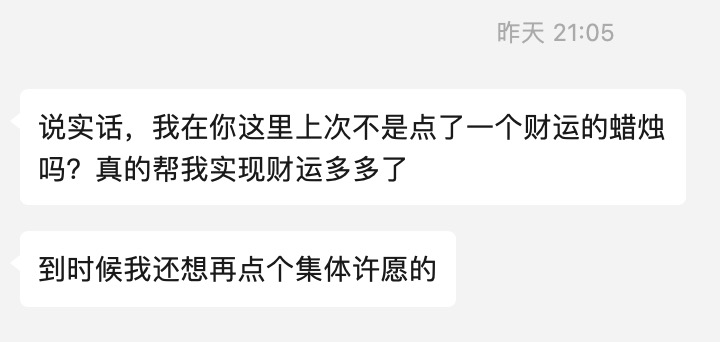 昨天 21:05
说实话，我在你这里上次不是点了一个财运的蜡烛
吗？真的帮我实现财运多多了
到时候我还想再点个集体许愿的